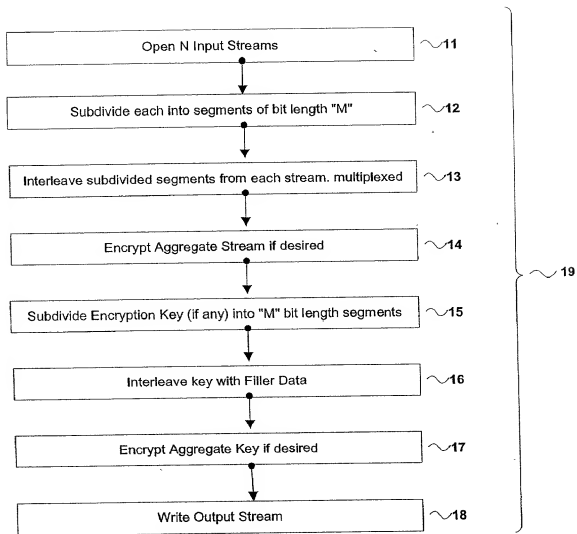 Open N Input Streams 11
Subdivide each into segments of bit length "M" 12
Interleave subdivided segments from each stream. multiplexed 13
Encrypt Aggregate Stream if desired 14
19
Subdivide Encryption Key (if any) into "M" bit length segments 15
Interleave key with Filler Data 16
Encrypt Aggregate Key if desired 17
Write Output Stream 18